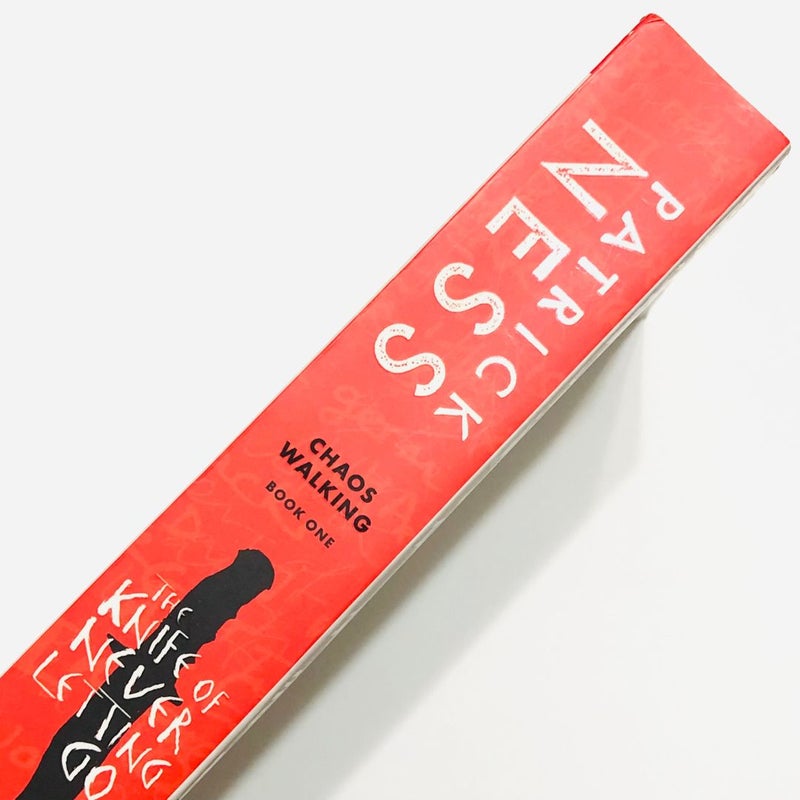 PATRICK
NESS
CHAOS
WALKING
BOOK ONE
THE
KNIFE OF
NEVER
LETTING
GO